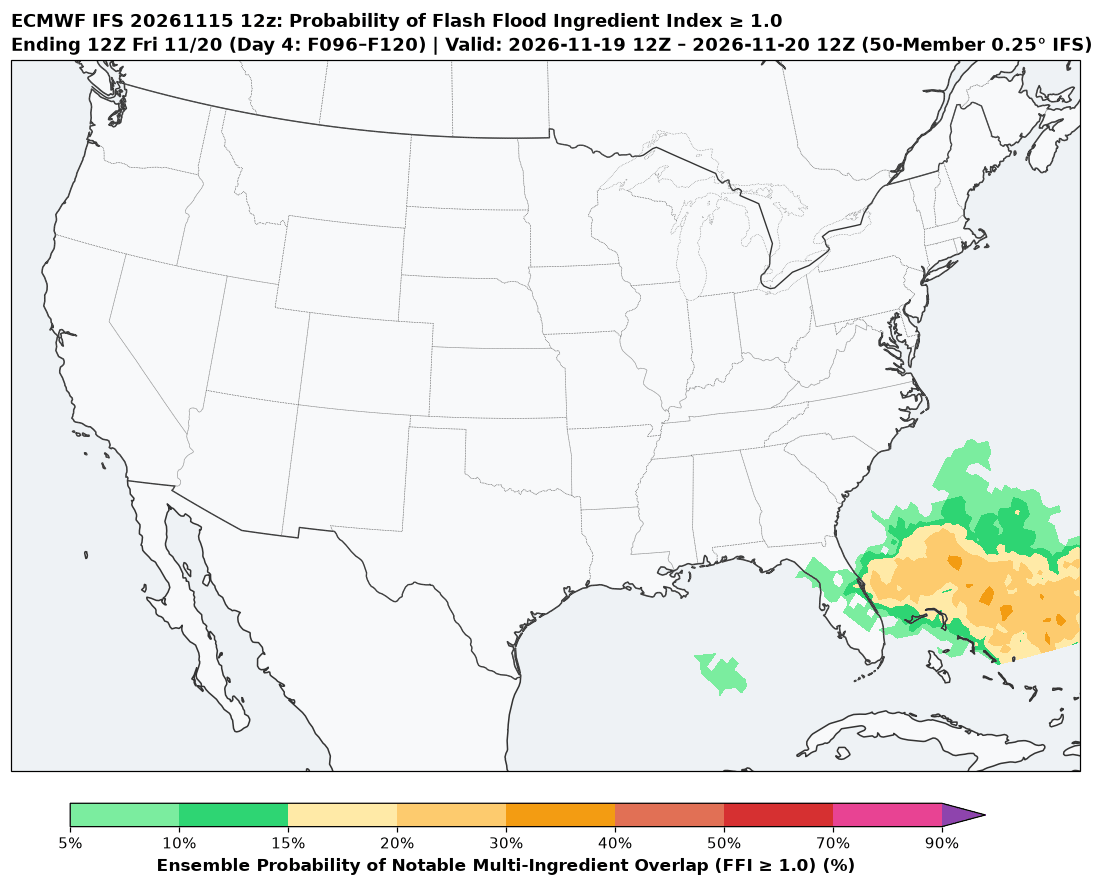 ECMWF IFS 20261115 12z: Probability of Flash Flood Ingredient Index ≥ 1.0
Ending 12Z Fri 11/20 (Day 4: F096–F120) | Valid: 2026-11-19 12Z – 2026-11-20 12Z (50-Member 0.25° IFS)
5% 10% 15% 20% 30% 40% 50% 70% 90%
Ensemble Probability of Notable Multi-Ingredient Overlap (FFI ≥ 1.0) (%)